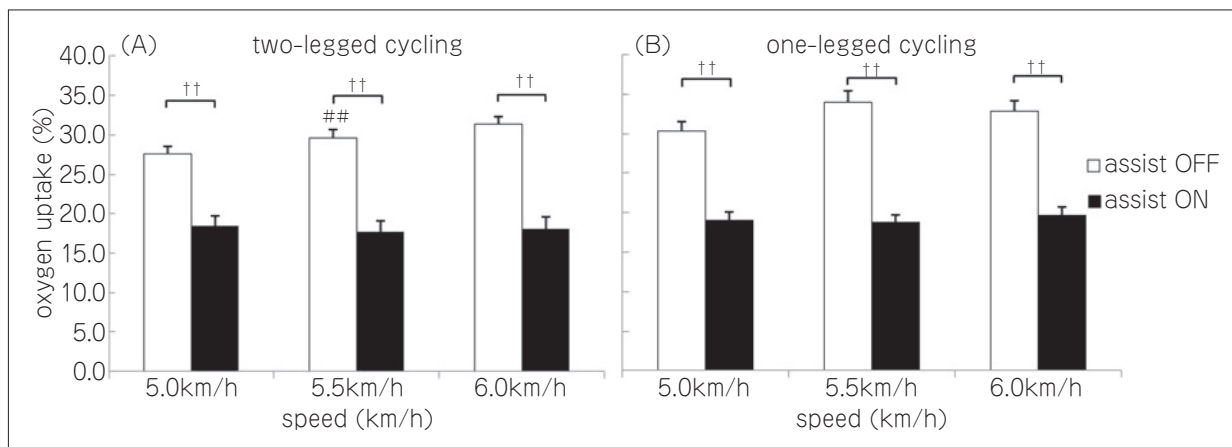 (A) two-legged cycling
(B) one-legged cycling
oxygen uptake (%)
40.0
35.0
30.0
25.0
20.0
15.0
10.0
5.0
0.0
†† †† ††
##
†† †† ††
assist OFF
assist ON
5.0km/h 5.5km/h 6.0km/h
speed (km/h)
5.0km/h 5.5km/h 6.0km/h
speed (km/h)